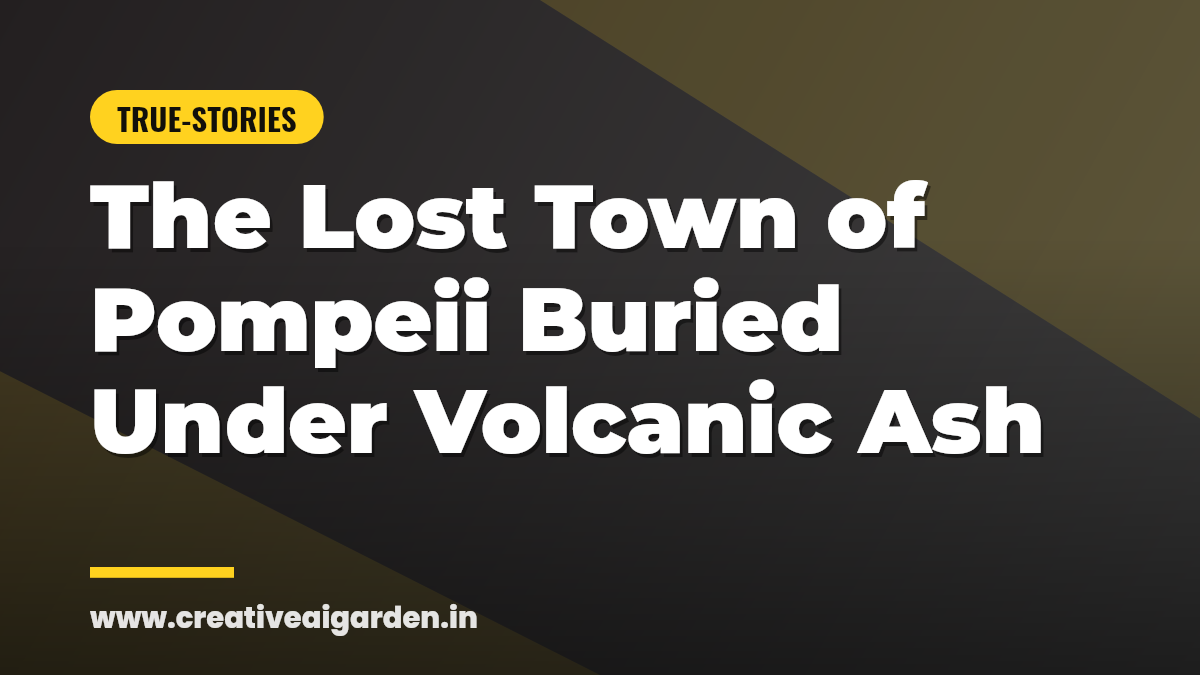 TRUE-STORIES
The Lost Town of
Pompeii Buried
Under Volcanic Ash
www.creativeaigarden.in